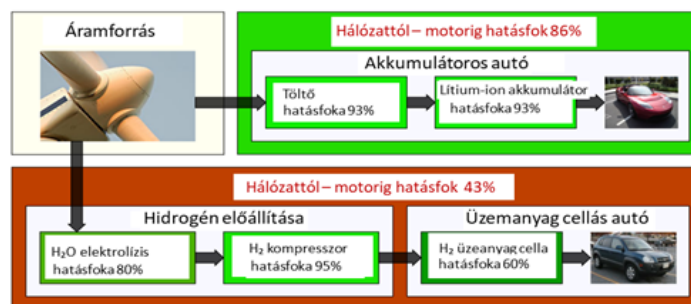 Áramforrás
Hálózattól – motorig hatásfok 86%
Akkumulátoros autó
Töltő
hatásfoka 93%
Lítium-ion akkumulátor
hatásfoka 93%
Hálózattól – motorig hatásfok 43%
Hidrogén előállítása
Üzemanyag cellás autó
H₂O elektrolízis
hatásfoka 80%
H₂ kompresszor
hatásfoka 95%
H₂ üzeanyag cella
hatásfoka 60%